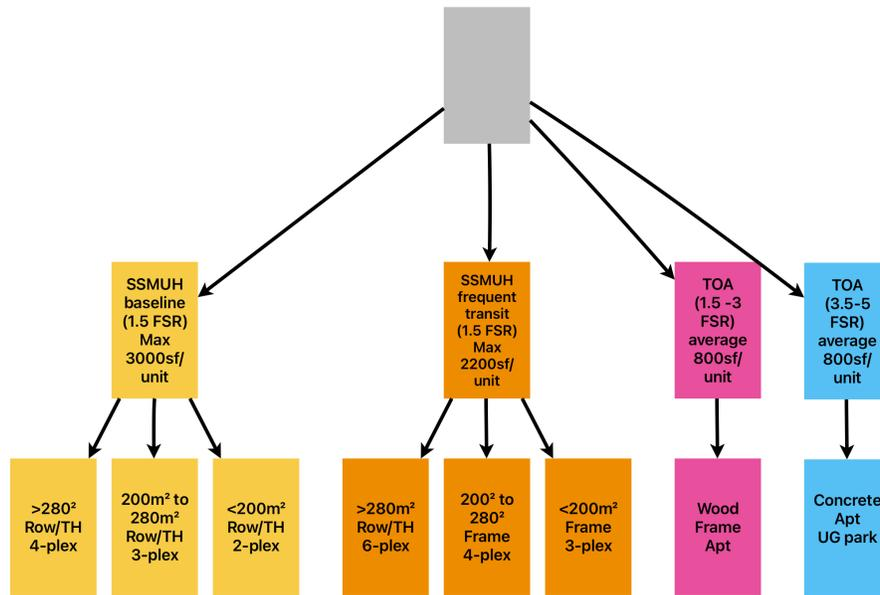 SSMUH
baseline
(1.5 FSR)
Max
3000sf/
unit
SSMUH
frequent
transit
(1.5 FSR)
Max
2200sf/
unit
TOA
(1.5 -3
FSR)
average
800sf/
unit
TOA
(3.5-5
FSR)
average
800sf/
unit
>280²
Row/TH
4-plex
200m² to
280m²
Row/TH
3-plex
<200m²
Row/TH
2-plex
>280m²
Row/TH
6-plex
200² to
280²
Frame
4-plex
<200m²
Frame
3-plex
Wood
Frame
Apt
Concrete
Apt
UG park